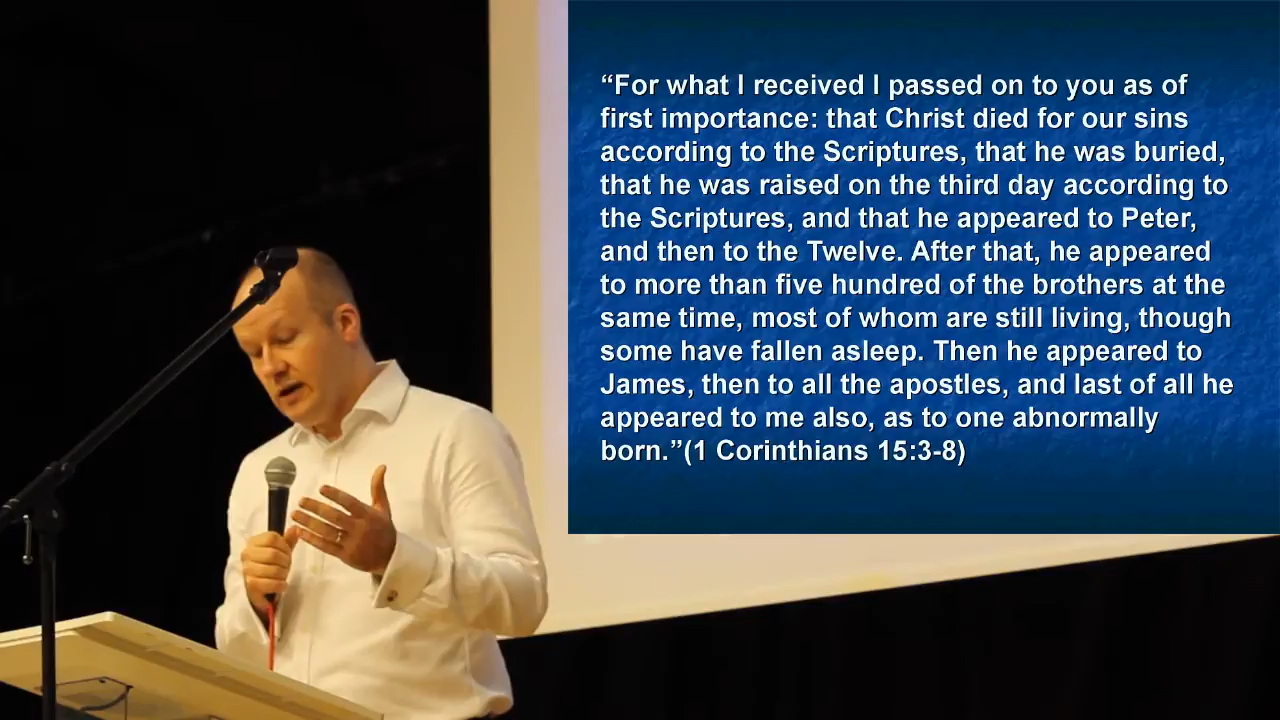 “For what I received I passed on to you as of
first importance: that Christ died for our sins
according to the Scriptures, that he was buried,
that he was raised on the third day according to
the Scriptures, and that he appeared to Peter,
and then to the Twelve. After that, he appeared
to more than five hundred of the brothers at the
same time, most of whom are still living, though
some have fallen asleep. Then he appeared to
James, then to all the apostles, and last of all he
appeared to me also, as to one abnormally
born.”(1 Corinthians 15:3-8)